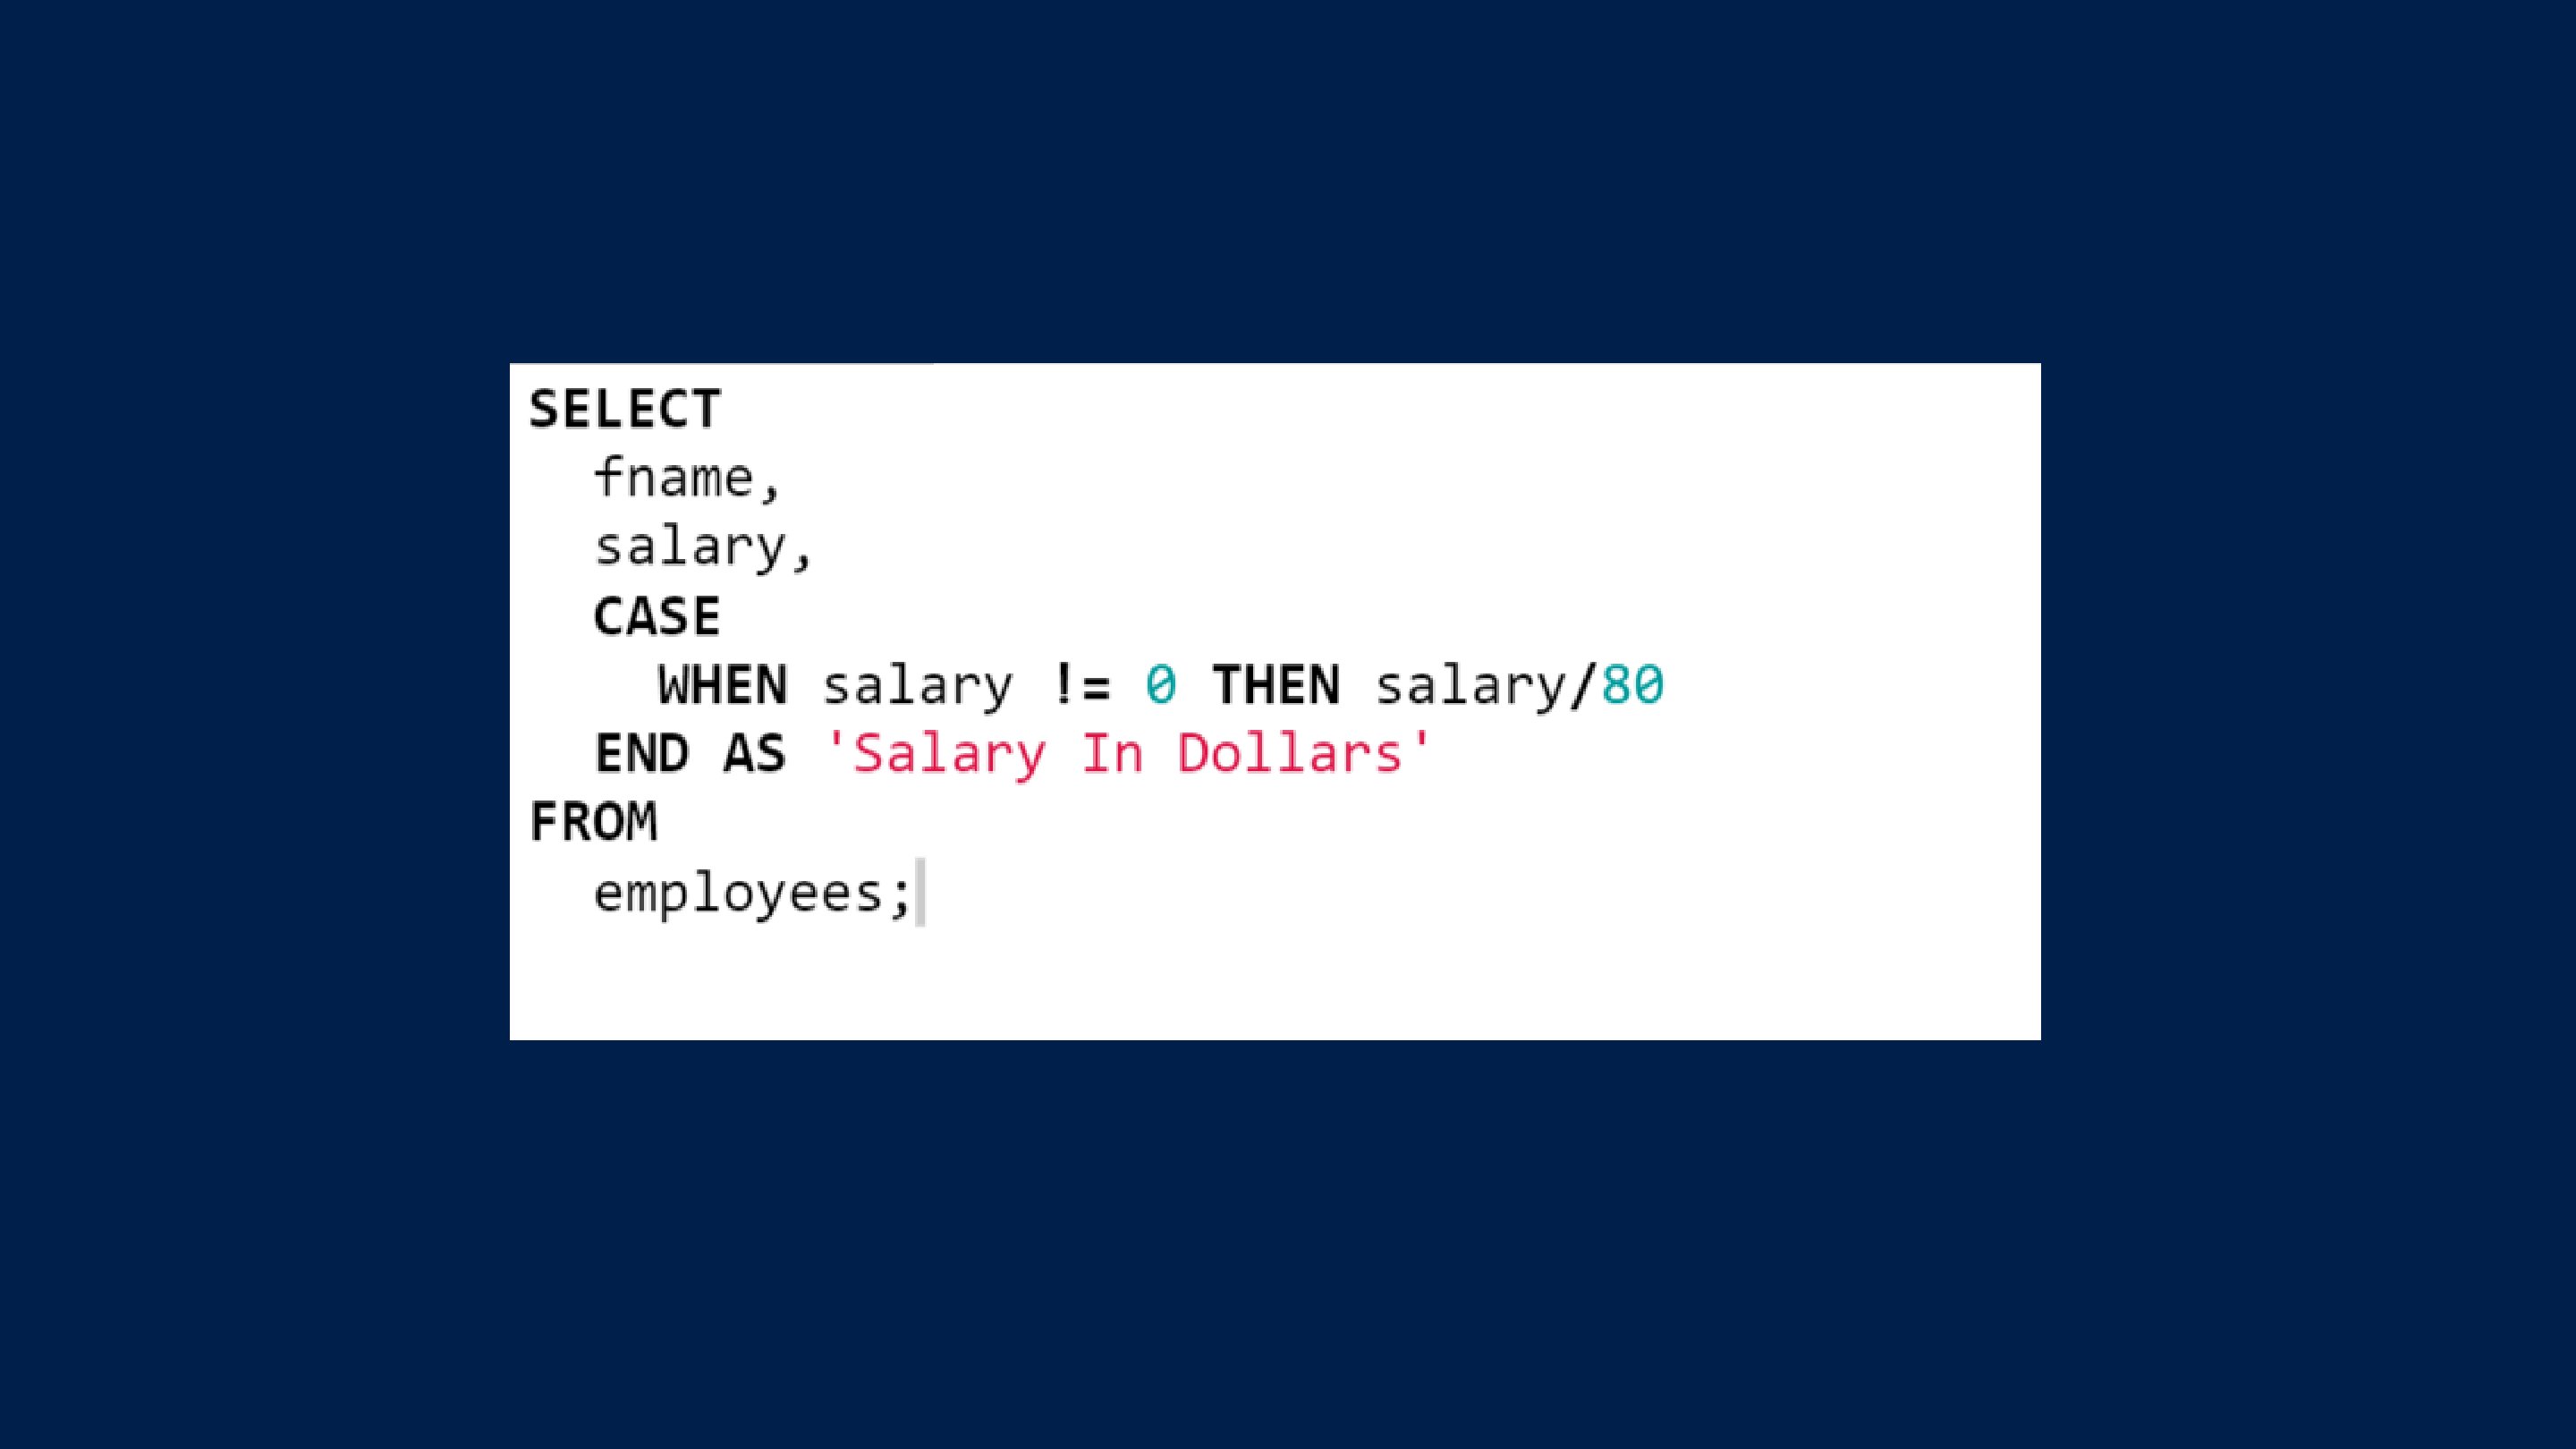 SELECT
  fname,
  salary,
  CASE
    WHEN salary != 0 THEN salary/80
  END AS 'Salary In Dollars'
FROM
  employees;